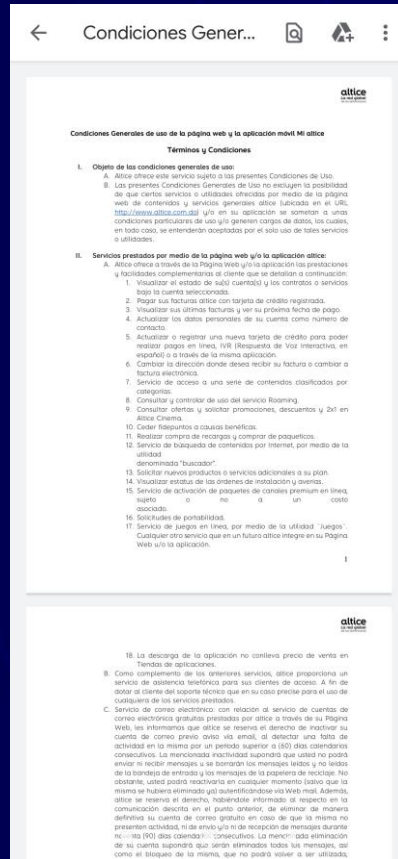 Condiciones Gener...
altice
Condiciones Generales de uso de la página web y la aplicación móvil Mi altice
Términos y Condiciones
I. Objeto de las condiciones generales de uso:
A. Altice ofrece este servicio sujeto a las presentes Condiciones de Uso.
B. Las presentes Condiciones Generales de Uso no excluyen la posibilidad
de que ciertos servicios o utilidades ofrecidas por medio de la página
web de contenidos y servicios generales altice (ubicada en el URL
http://www.altice.com.do) y/o en su aplicación se sometan a unas
condiciones particulares de uso y/o generen cargos de datos, los cuales,
en todo caso, se entenderán aceptadas por el solo uso de tales servicios
o utilidades.
II. Servicios prestados por medio de la página web y/o la aplicación altice:
A. Altice ofrece a través de la Página Web y/o la aplicación las prestaciones
y facilidades complementarias al cliente que se detallan a continuación:
1. Visualizar el estado de su(s) cuenta(s) y los contratos o servicios
bajo la cuenta seleccionada.
2. Pagar sus facturas altice con tarjeta de crédito registrada.
3. Visualizar sus últimas facturas y ver su próxima fecha de pago.
4. Actualizar los datos personales de su cuenta como número de
contacto.
5. Actualizar o registrar una nueva tarjeta de crédito para poder
realizar pagos en línea, IVR (Respuesta de Voz Interactiva, en
español) o a través de la misma aplicación.
6. Cambiar la dirección donde desea recibir su factura o cambiar a
factura electrónica.
7. Servicio de acceso a una serie de contenidos clasificados por
categorías.
8. Consultar y controlar de uso del servicio Roaming.
9. Consultar ofertas y solicitar promociones, descuentos y 2x1 en
Altice Cinema.
10. Ceder fidepuntos a causas benéficas.
11. Realizar compra de recargas y comprar de paqueticos.
12. Servicio de búsqueda de contenidos por Internet, por medio de la
utilidad
denominada "buscador".
13. Solicitar nuevos productos o servicios adicionales a su plan.
14. Visualizar estatus de las órdenes de instalación y averías.
15. Servicio de activación de paquetes de canales premium en línea,
sujeto o no a un costo
asociado.
16. Solicitudes de portabilidad.
17. Servicio de juegos en línea, por medio de la utilidad ¨Juegos¨.
Cualquier otro servicio que en un futuro altice integre en su Página
Web u/o la aplicación.
1
altice
18. La descarga de la aplicación no conlleva precio de venta en
Tiendas de aplicaciones.
B. Como complemento de los anteriores servicios, altice proporciona un
servicio de asistencia telefónica para sus clientes de acceso. A fin de
dotar al cliente del soporte técnico que en su caso precise para el uso de
cualquiera de los servicios prestados.
C. Servicio de correo electrónico: con relación al servicio de cuentas de
correo electrónico gratuitas prestadas por altice a través de su Página
Web, les informamos que altice se reserva el derecho de inactivar su
cuenta de correo previo aviso vía email, al detectar una falta de
actividad en la misma por un periodo superior a (60) días calendarios
consecutivos. La mencionada inactividad supondrá que usted no podrá
enviar ni recibir mensajes y se borrarán los mensajes leídos y no leídos
de la bandeja de entrada y los mensajes de la papelera de reciclaje. No
obstante, usted podrá reactivarla en cualquier momento (salvo que la
misma se hubiera eliminado ya) autentificándose vía Web mail. Además,
altice se reserva el derecho, habiéndole informado al respecto en la
comunicación descrita en el punto anterior, de eliminar de manera
definitiva su cuenta de correo gratuito en caso de que la misma no
presenten actividad, ni de envío y/o ni de recepción de mensajes durante
(90) días calendarios consecutivos. La eliminación
de su cuenta supondrá que serán eliminados todos sus mensajes, así
como el bloqueo de la misma, que no podrá volver a ser utilizada,